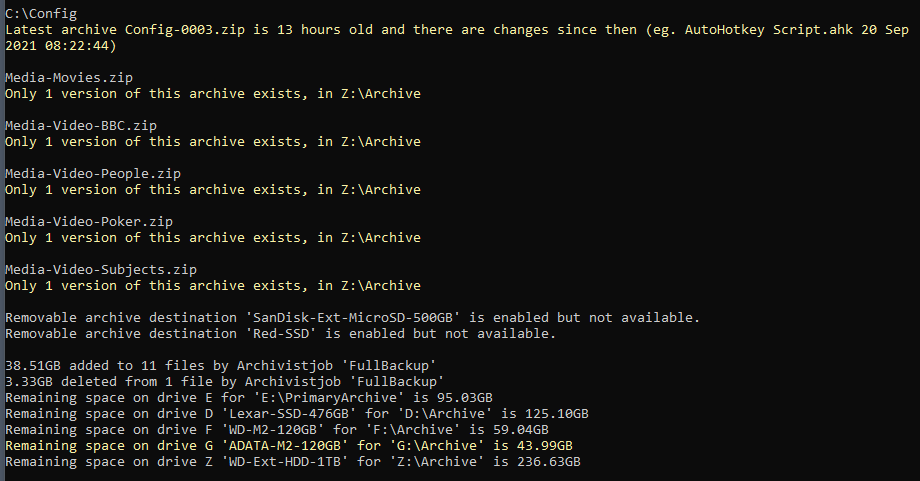 C:\Config
Latest archive Config-0003.zip is 13 hours old and there are changes since then (eg. AutoHotkey Script.ahk 20 Sep
2021 08:22:44)
Media-Movies.zip
Only 1 version of this archive exists, in Z:\Archive
Media-Video-BBC.zip
Only 1 version of this archive exists, in Z:\Archive
Media-Video-People.zip
Only 1 version of this archive exists, in Z:\Archive
Media-Video-Poker.zip
Only 1 version of this archive exists, in Z:\Archive
Media-Video-Subjects.zip
Only 1 version of this archive exists, in Z:\Archive
Removable archive destination 'SanDisk-Ext-MicroSD-500GB' is enabled but not available.
Removable archive destination 'Red-SSD' is enabled but not available.
38.51GB added to 11 files by Archivistjob 'FullBackup'
3.33GB deleted from 1 file by Archivistjob 'FullBackup'
Remaining space on drive E for 'E:\PrimaryArchive' is 95.03GB
Remaining space on drive D 'Lexar-SSD-476GB' for 'D:\Archive' is 125.10GB
Remaining space on drive F 'WD-M2-120GB' for 'F:\Archive' is 59.04GB
Remaining space on drive G 'ADATA-M2-120GB' for 'G:\Archive' is 43.99GB
Remaining space on drive Z 'WD-Ext-HDD-1TB' for 'Z:\Archive' is 236.63GB